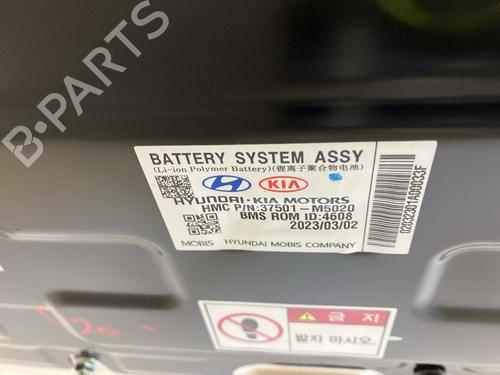 BATTERY SYSTEM ASSY
(Li-ion Polymer Battery)(锂离子聚合物电池)
KIA
HYUNDAI · KIA MOTORS
HMC P/N:37501-M5020
BMS ROM ID:4608
2023/03/02
MOBIS HYUNDAI MOBIS COMPANY
금 지
밟지 마시오.
B-PARTS